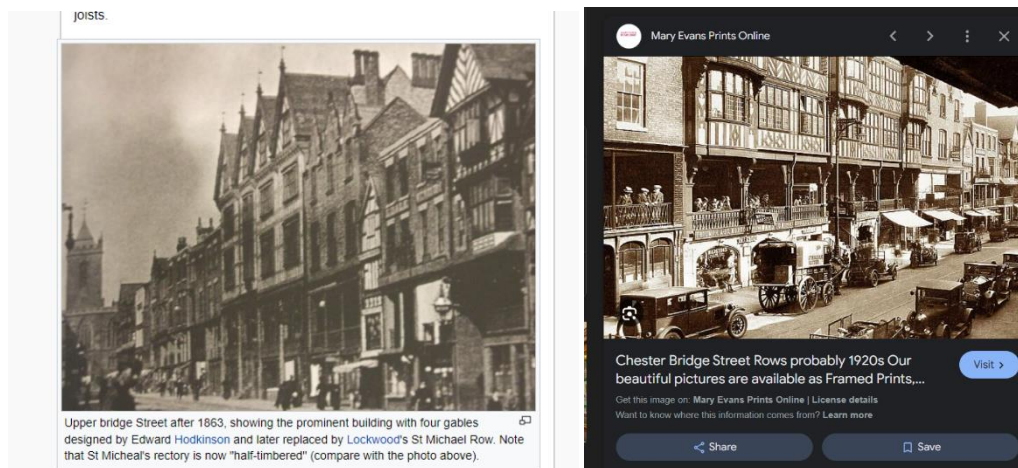 joists.
Upper bridge Street after 1863, showing the prominent building with four gables
designed by Edward Hodkinson and later replaced by Lockwood's St Michael Row. Note
that St Micheal's rectory is now "half-timbered" (compare with the photo above).
Mary Evans Prints Online
Chester Bridge Street Rows probably 1920s Our
beautiful pictures are available as Framed Prints,...
Visit >
Get this image on: Mary Evans Prints Online | License details
Want to know where this information comes from? Learn more
Share
Save